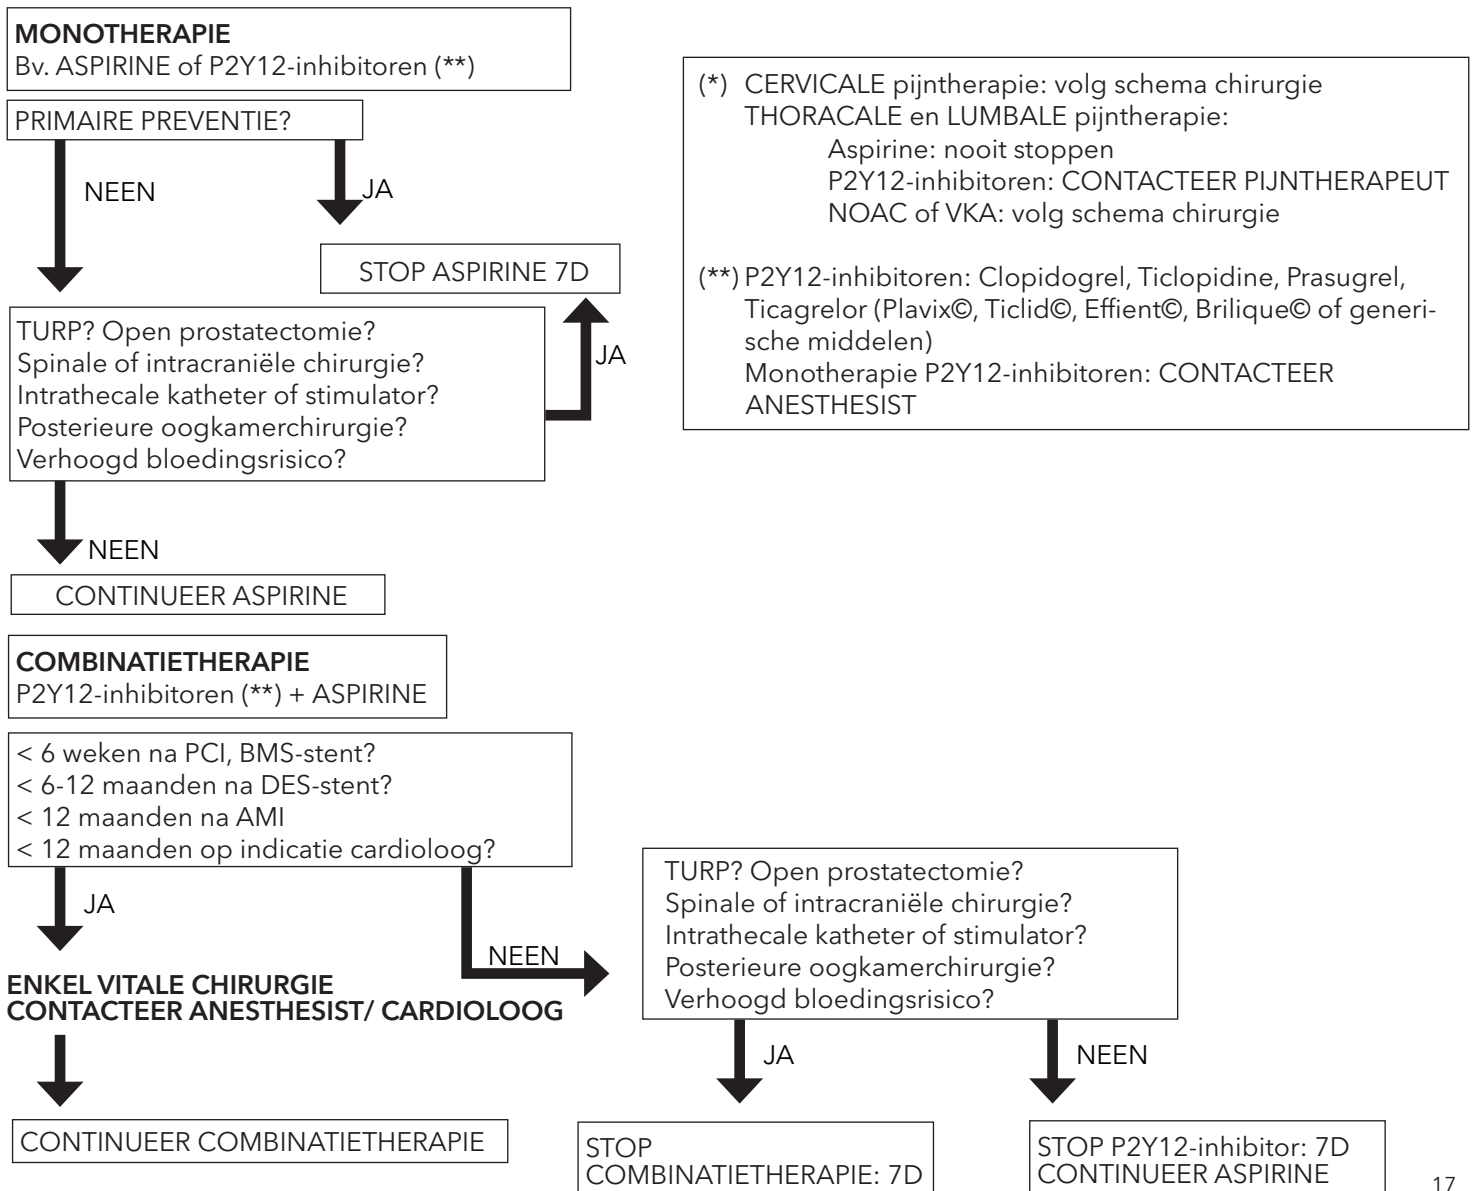 MONOTHERAPIE
Bv. ASPIRINE of P2Y12-inhibitoren (**)
PRIMAIRE PREVENTIE?
NEEN
JA
STOP ASPIRINE 7D
TURP? Open prostatectomie?
Spinale of intracraniële chirurgie?
Intrathecale katheter of stimulator?
Posterieure oogkamerchirurgie?
Verhoogd bloedingsrisico?
JA
NEEN
CONTINUEER ASPIRINE
(*) CERVICALE pijntherapie: volg schema chirurgie
THORACALE en LUMBALE pijntherapie:
Aspirine: nooit stoppen
P2Y12-inhibitoren: CONTACTEER PIJNTHERAPEUT
NOAC of VKA: volg schema chirurgie
(**) P2Y12-inhibitoren: Clopidogrel, Ticlopidine, Prasugrel,
Ticagrelor (Plavix©, Ticlid©, Effient©, Brilique© of generi-
sche middelen)
Monotherapie P2Y12-inhibitoren: CONTACTEER
ANESTHESIST
COMBINATIETHERAPIE
P2Y12-inhibitoren (**) + ASPIRINE
< 6 weken na PCI, BMS-stent?
< 6-12 maanden na DES-stent?
< 12 maanden na AMI
< 12 maanden op indicatie cardioloog?
JA
NEEN
ENKEL VITALE CHIRURGIE
CONTACTEER ANESTHESIST/ CARDIOLOOG
CONTINUEER COMBINATIETHERAPIE
TURP? Open prostatectomie?
Spinale of intracraniële chirurgie?
Intrathecale katheter of stimulator?
Posterieure oogkamerchirurgie?
Verhoogd bloedingsrisico?
JA
NEEN
STOP
COMBINATIETHERAPIE: 7D
STOP P2Y12-inhibitor: 7D
CONTINUEER ASPIRINE
17